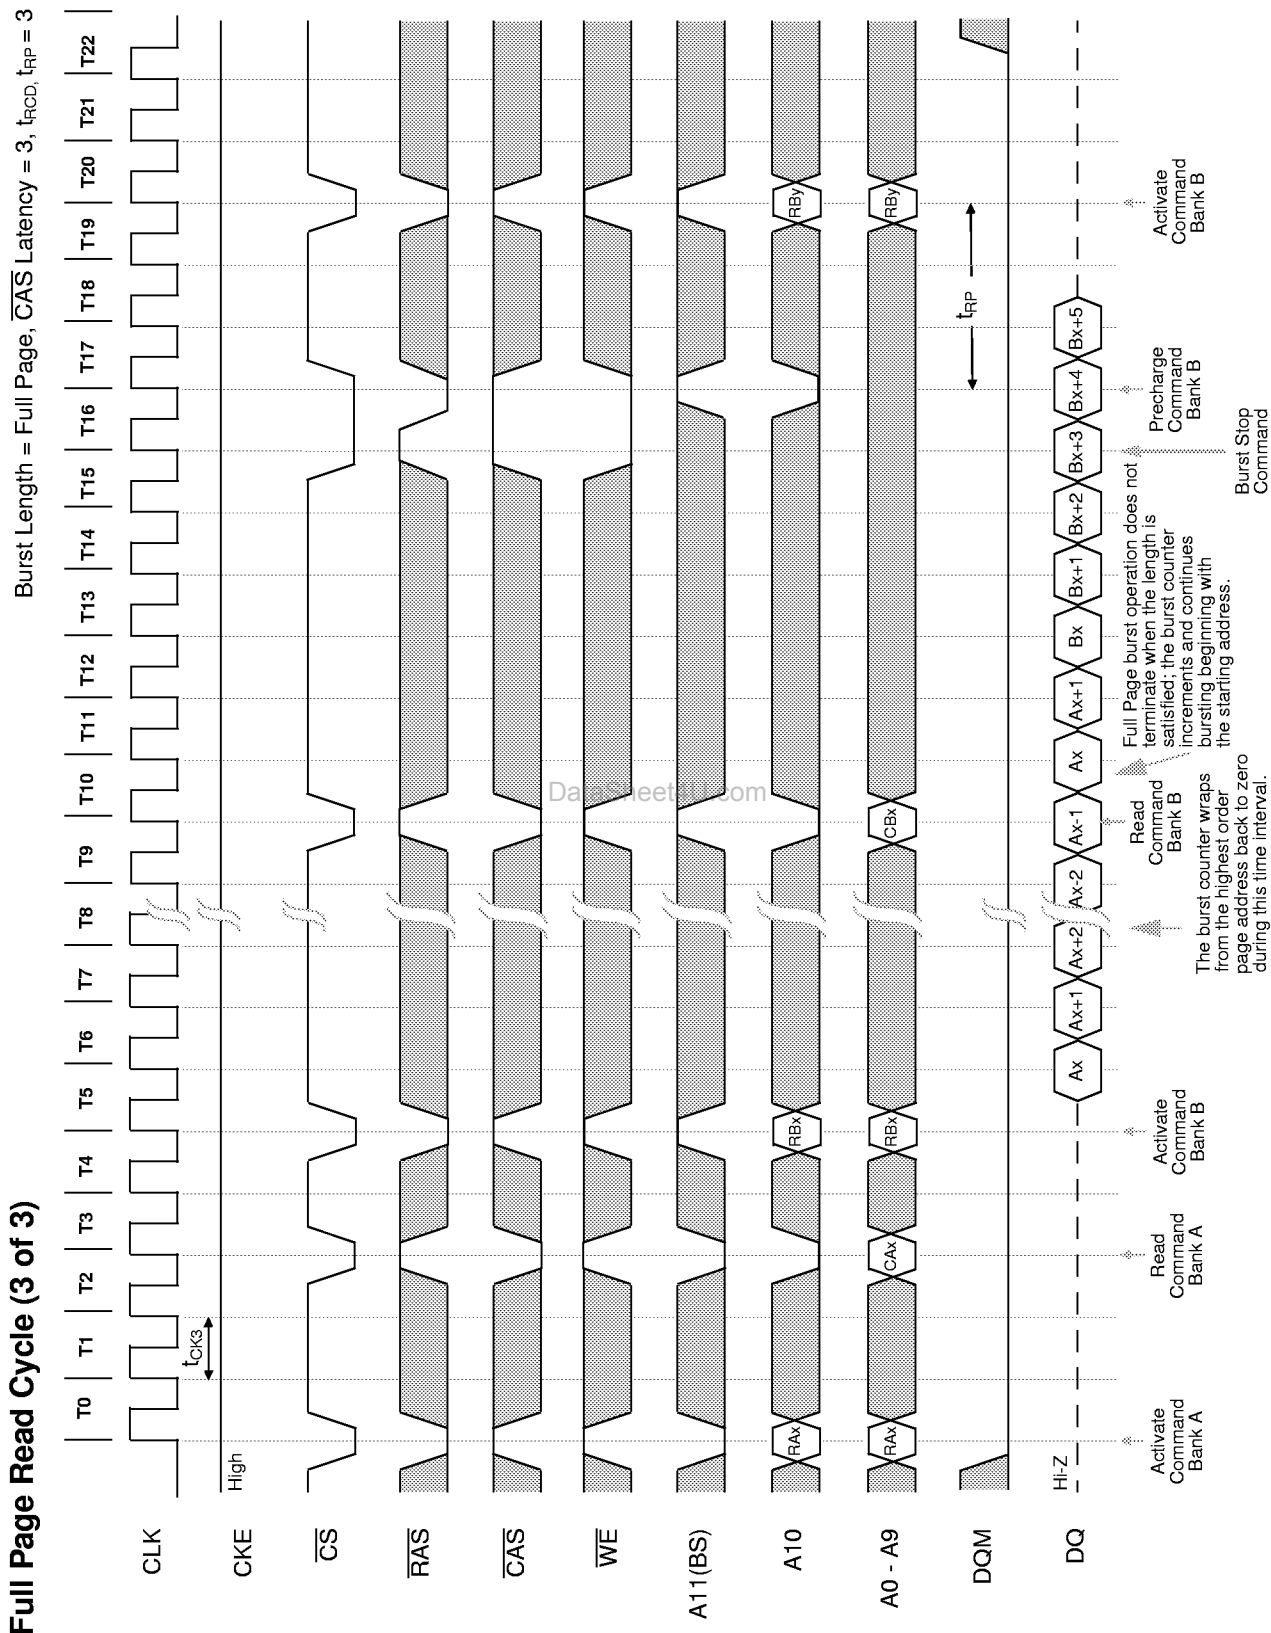 Full Page Read Cycle (3 of 3)
Burst Length = Full Page, CAS Latency = 3, tRCD, tRP = 3
T0 T1 T2 T3 T4 T5 T6 T7 T8 T9 T10 T11 T12 T13 T14 T15 T16 T17 T18 T19 T20 T21 T22
CLK
tCK3
CKE
High
CS
RAS
CAS
WE
A11(BS)
A10
RAx RBx RBy
A0 - A9
RAx CAx RBx CBx RBy
DQM
tRP
DQ
Hi-Z
Ax Ax+1 Ax+2 Ax-2 Ax-1 Ax Ax+1 Bx Bx+1 Bx+2 Bx+3 Bx+4 Bx+5
Activate
Command
Bank A
Read
Command
Bank A
Activate
Command
Bank B
The burst counter wraps
from the highest order
page address back to zero
during this time interval.
Read
Command
Bank B
Full Page burst operation does not
terminate when the length is
satisfied; the burst counter
increments and continues
bursting beginning with
the starting address.
Burst Stop
Command
Precharge
Command
Bank B
Activate
Command
Bank B
DataSheet4U.com